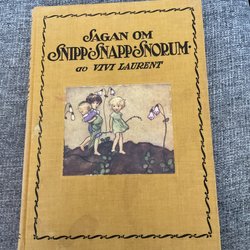 SAGAN OM
SNIPP·SNAPP·SNORUM·
av VIVI LAURENT